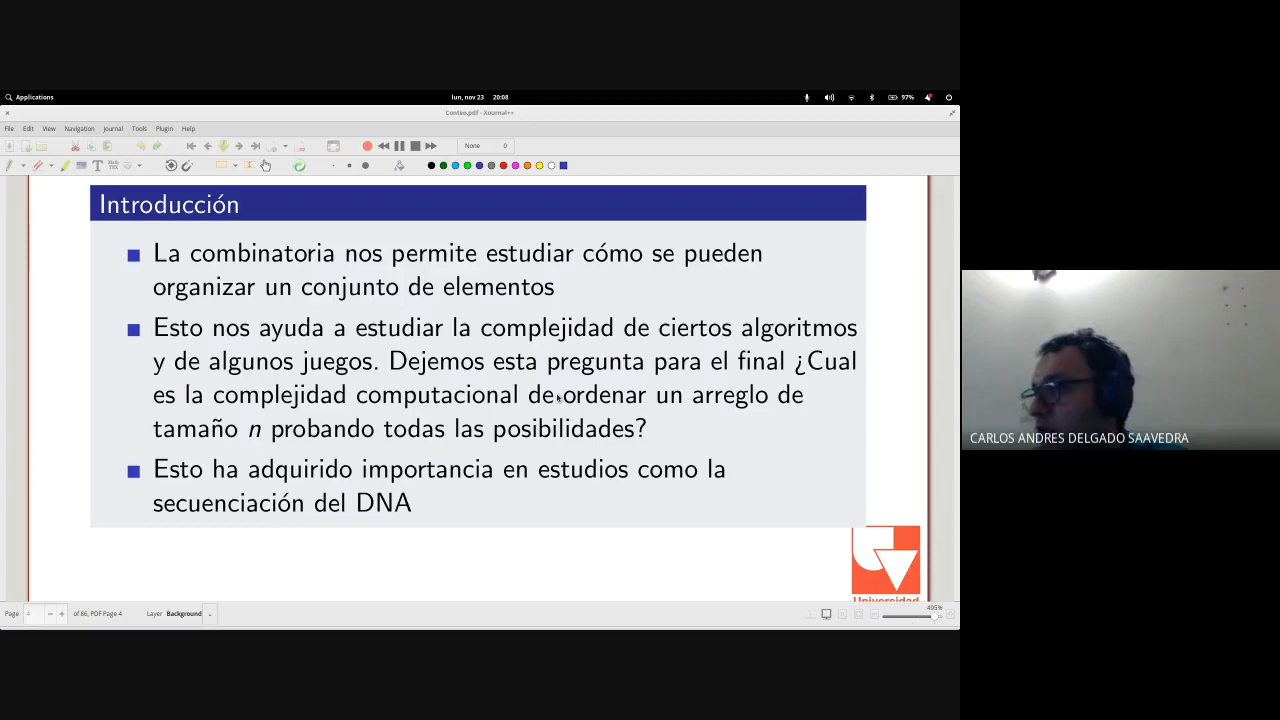 Applications
lun, nov 23 20:08
97%
Conteo.pdf - Xournal++
File Edit View Navigation Journal Tools Plugin Help
None 0
Introducción
La combinatoria nos permite estudiar cómo se pueden
organizar un conjunto de elementos
Esto nos ayuda a estudiar la complejidad de ciertos algoritmos
y de algunos juegos. Dejemos esta pregunta para el final ¿Cual
es la complejidad computacional de ordenar un arreglo de
tamaño n probando todas las posibilidades?
Esto ha adquirido importancia en estudios como la
secuenciación del DNA
CARLOS ANDRES DELGADO SAAVEDRA
Universidad
Page 4 of 86, PDF Page 4 Layer Background
495%